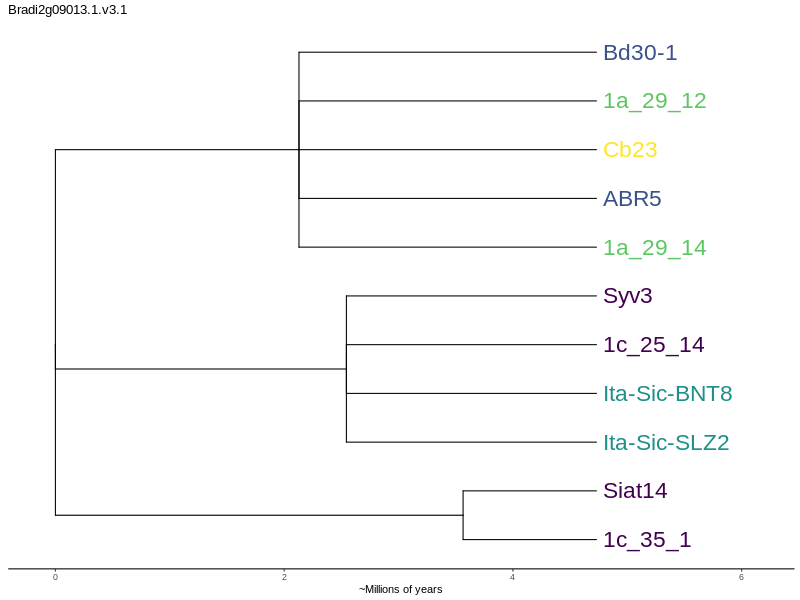 Bradi2g09013.1.v3.1
Bd30-1
1a_29_12
Cb23
ABR5
1a_29_14
Syv3
1c_25_14
Ita-Sic-BNT8
Ita-Sic-SLZ2
Siat14
1c_35_1
0 2 4 6
~Millions of years